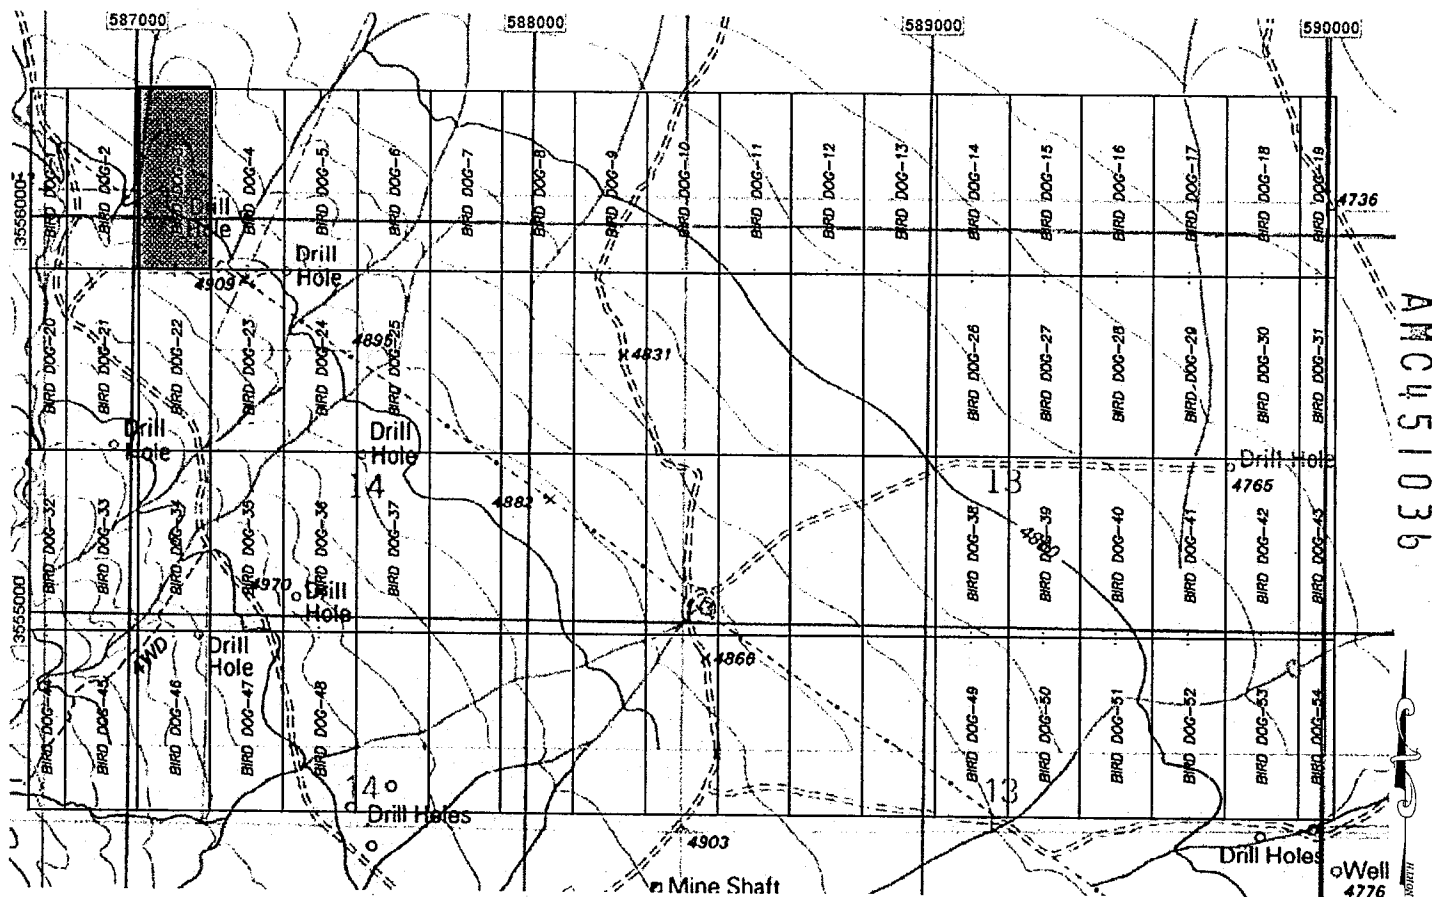 587000
588000
589000
590000
BIRD DOG-1
BIRD DOG-2
BIRD DOG-3
BIRD DOG-4
BIRD DOG-5
BIRD DOG-6
BIRD DOG-7
BIRD DOG-8
BIRD DOG-9
BIRD DOG-10
BIRD DOG-11
BIRD DOG-12
BIRD DOG-13
BIRD DOG-14
BIRD DOG-15
BIRD DOG-16
BIRD DOG-17
BIRD DOG-18
BIRD DOG-19
4736
Drill
Hole
Drill
Hole
4909
BIRD DOG-20
BIRD DOG-21
BIRD DOG-22
BIRD DOG-23
BIRD DOG-24
BIRD DOG-25
4895
4831
BIRD DOG-26
BIRD DOG-27
BIRD DOG-28
BIRD DOG-29
BIRD DOG-30
BIRD DOG-31
AMC451036
Drill
Hole
Drill
Hole
14
4882
13
Drill Hole
4765
BIRD DOG-32
BIRD DOG-33
BIRD DOG-34
BIRD DOG-35
BIRD DOG-36
BIRD DOG-37
BIRD DOG-38
BIRD DOG-39
BIRD DOG-40
BIRD DOG-41
BIRD DOG-42
BIRD DOG-43
4970
Drill
Hole
3555000
4WD
Drill
Hole
4866
BIRD DOG-44
BIRD DOG-45
BIRD DOG-46
BIRD DOG-47
BIRD DOG-48
BIRD DOG-49
BIRD DOG-50
BIRD DOG-51
BIRD DOG-52
BIRD DOG-53
BIRD DOG-54
14
13
Drill Holes
4903
Mine Shaft
Drill Holes
Well
4776